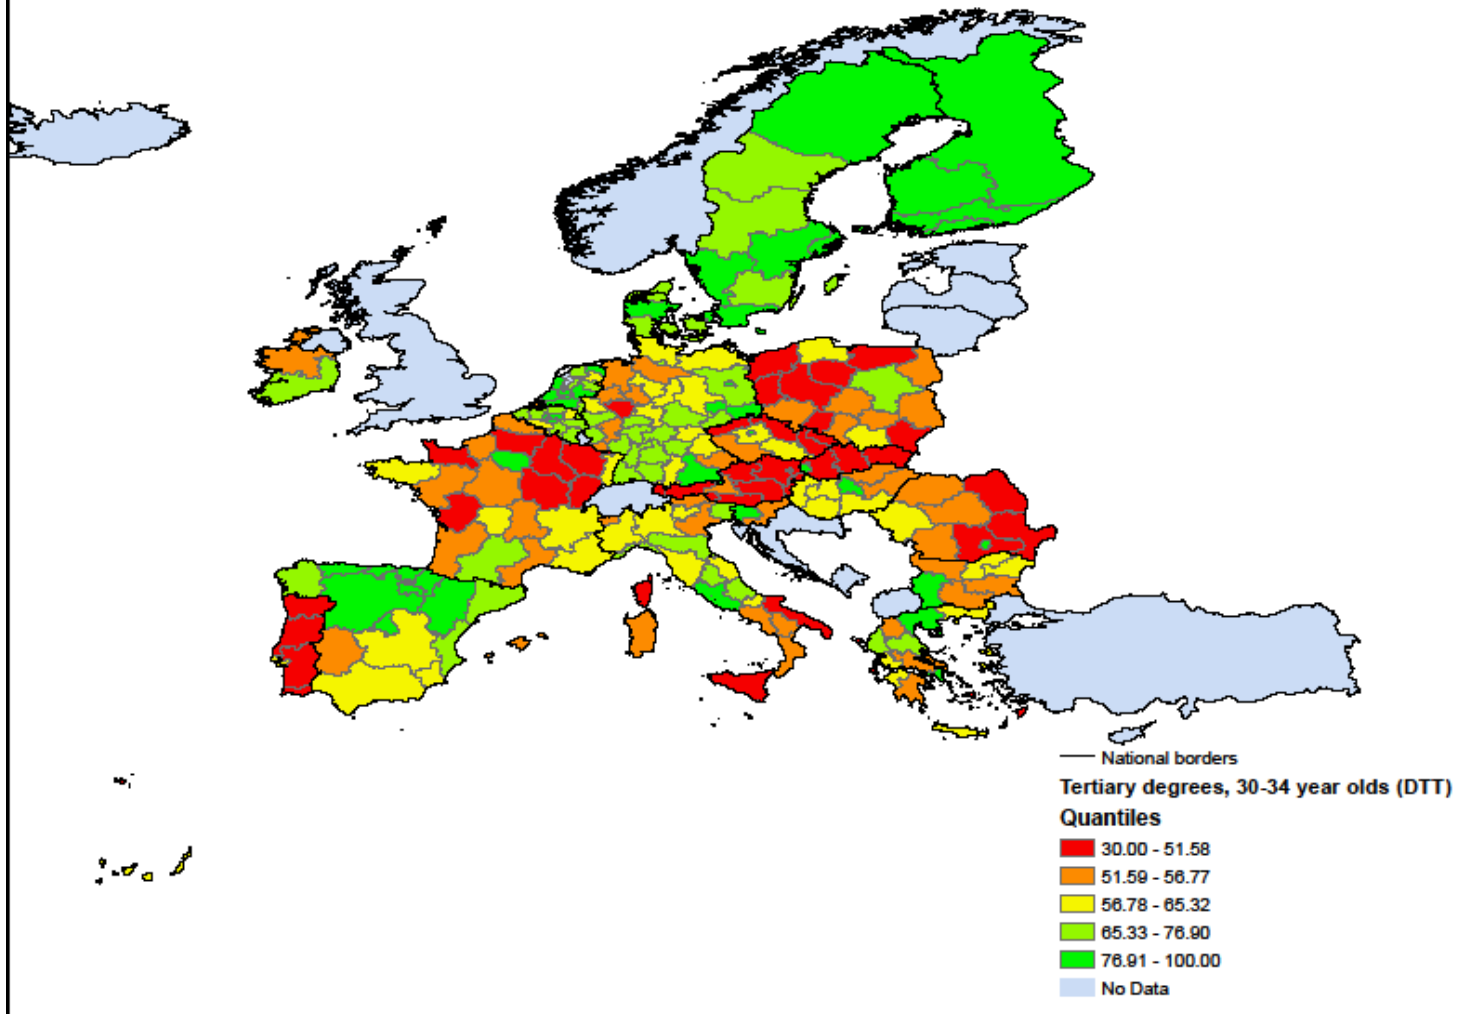 National borders
Tertiary degrees, 30-34 year olds (DTT)
Quantiles
30.00 - 51.58
51.59 - 56.77
56.78 - 65.32
65.33 - 76.90
76.91 - 100.00
No Data